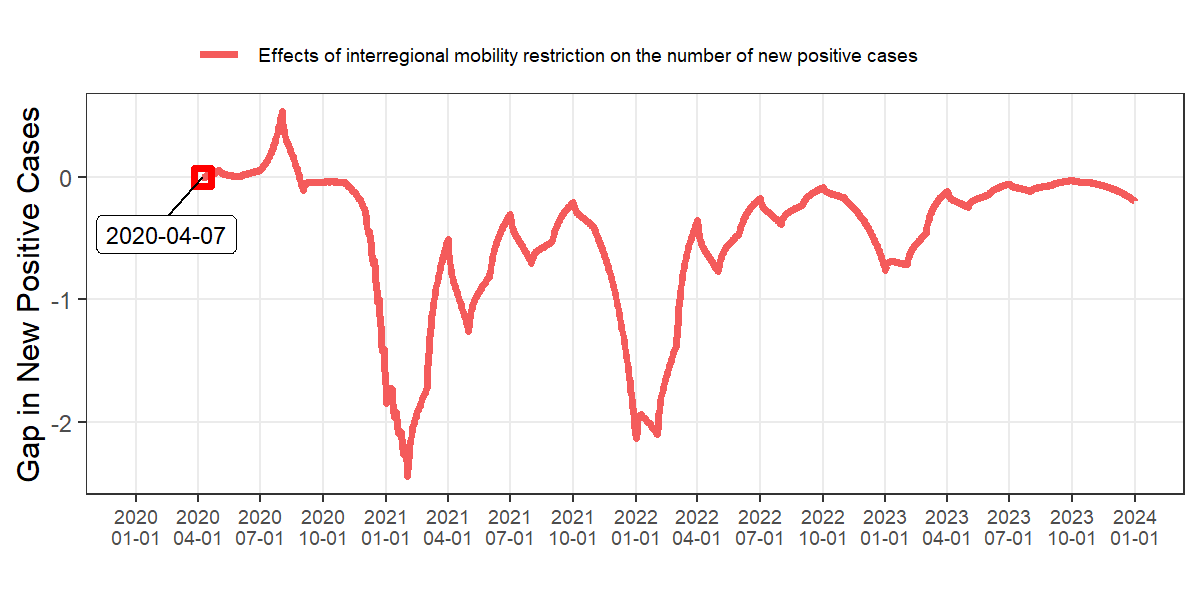 Effects of interregional mobility restriction on the number of new positive cases
Gap in New Positive Cases
0
-1
-2
2020-04-07
2020 2020 2020 2020 2021 2021 2021 2021 2022 2022 2022 2022 2023 2023 2023 2023 2024
01-01 04-01 07-01 10-01 01-01 04-01 07-01 10-01 01-01 04-01 07-01 10-01 01-01 04-01 07-01 10-01 01-01